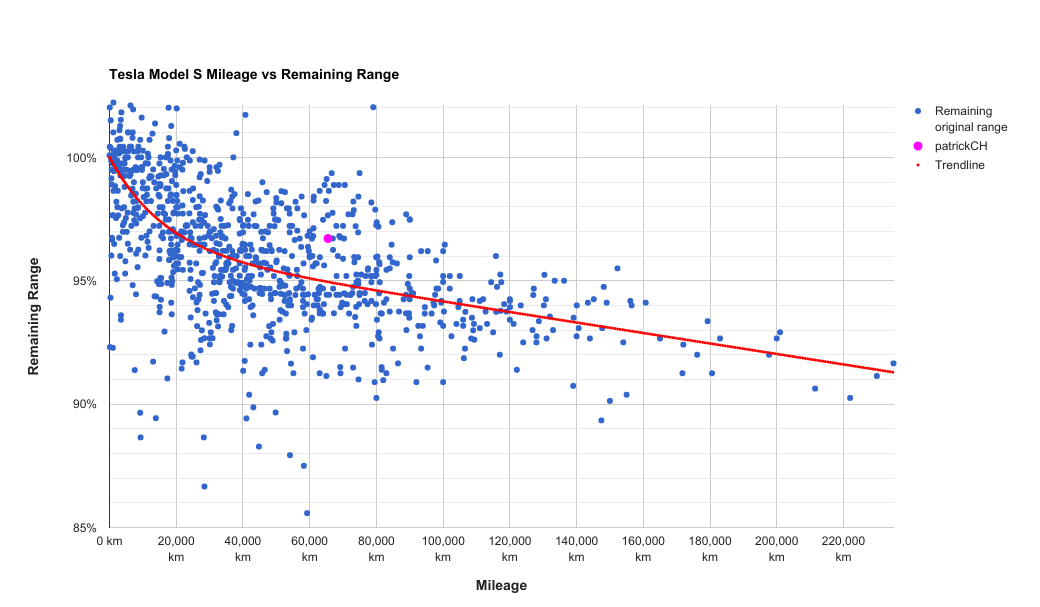 Tesla Model S Mileage vs Remaining Range
Remaining
original range
patrickCH
Trendline
Remaining Range
100%
95%
90%
85%
0 km
20,000
km
40,000
km
60,000
km
80,000
km
100,000
km
120,000
km
140,000
km
160,000
km
180,000
km
200,000
km
220,000
km
Mileage